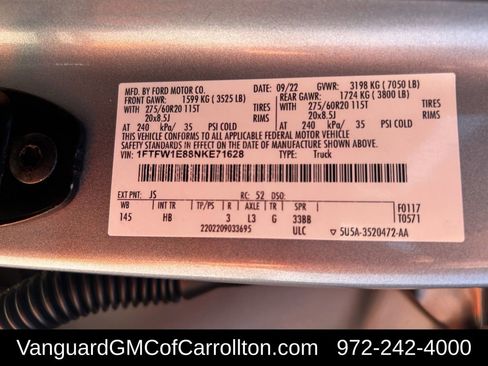 MFD. BY FORD MOTOR CO. 09/22 GVWR: 3198 KG ( 7050 LB)
FRONT GAWR: 1599 KG ( 3525 LB) REAR GAWR: 1724 KG ( 3800 LB)
WITH 275/60R20 115T TIRES WITH 275/60R20 115T TIRES
20x8.5J RIMS 20x8.5J RIMS
AT 240 kPa/ 35 PSI COLD AT 240 kPa/ 35 PSI COLD
THIS VEHICLE CONFORMS TO ALL APPLICABLE FEDERAL MOTOR VEHICLE
SAFETY STANDARDS IN EFFECT ON THE DATE OF MANUFACTURE SHOWN ABOVE.
VIN: 1FTFW1E88NKE71628 TYPE: Truck
EXT PNT: JS RC: 52 DSO: F0117
WB INT TR TP/PS R AXLE TR SPR T0571
145 HB 3 L3 G 33BB
2202209033695 ULC ▽ 5U5A-3520472-AA
VanguardGMCofCarrollton.com 972-242-4000